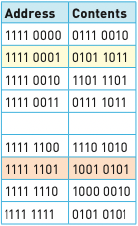 Address Contents
1111 0000 0111 0010
1111 0001 0101 1011
1111 0010 1101 1101
1111 0011 0111 1011
1111 1100 1110 1010
1111 1101 1001 0101
1111 1110 1000 0010
1111 1111 0101 0101